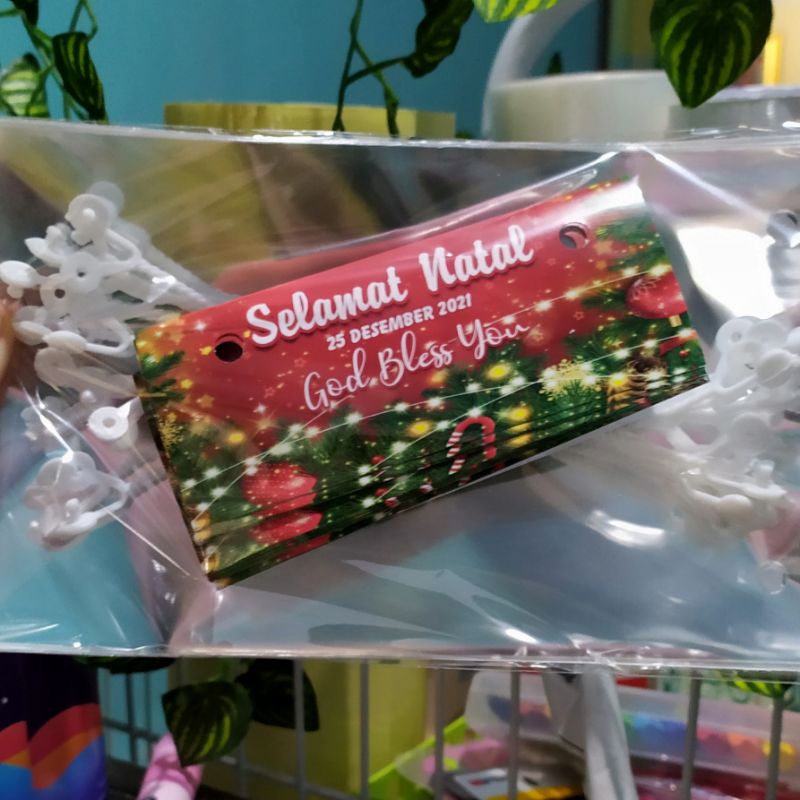 Selamat Natal
25 DESEMBER 2021
God Bless You